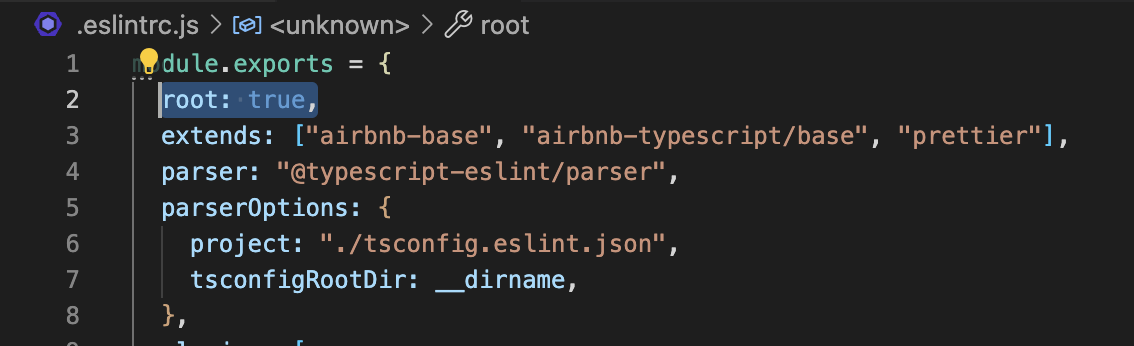 .eslintrc.js > <unknown> > root
1 module.exports = {
2 root: true,
3 extends: ["airbnb-base", "airbnb-typescript/base", "prettier"],
4 parser: "@typescript-eslint/parser",
5 parserOptions: {
6 project: "./tsconfig.eslint.json",
7 tsconfigRootDir: __dirname,
8 },